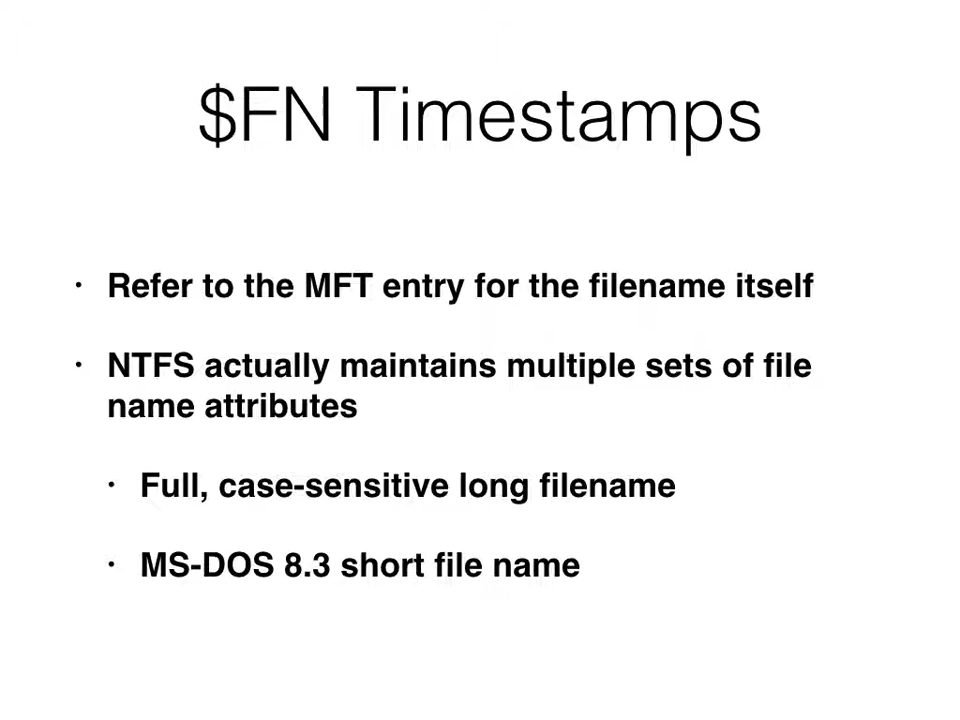 $FN Timestamps
• Refer to the MFT entry for the filename itself
• NTFS actually maintains multiple sets of file
name attributes
• Full, case-sensitive long filename
• MS-DOS 8.3 short file name